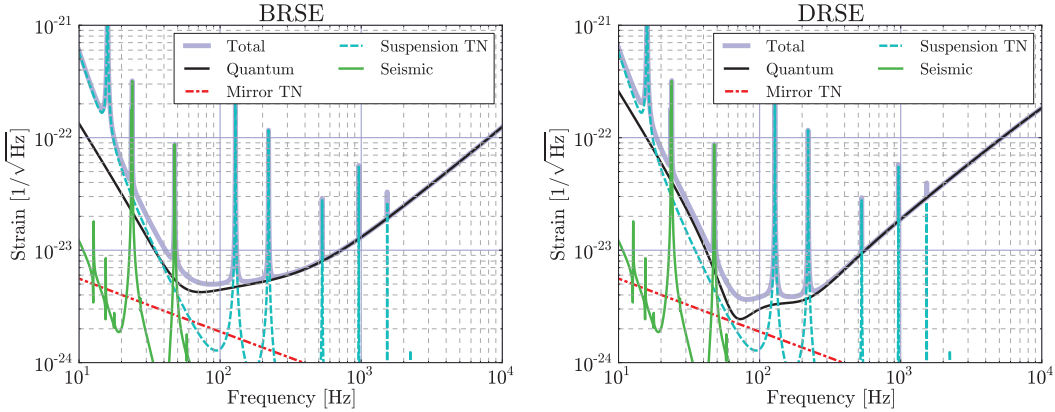 BRSE
10^-21
10^-22
10^-23
10^-24
Strain [1/√Hz]
Total
Quantum
Mirror TN
Suspension TN
Seismic
10^1
10^2
10^3
10^4
Frequency [Hz]
DRSE
10^-21
10^-22
10^-23
10^-24
Strain [1/√Hz]
Total
Quantum
Mirror TN
Suspension TN
Seismic
10^1
10^2
10^3
10^4
Frequency [Hz]